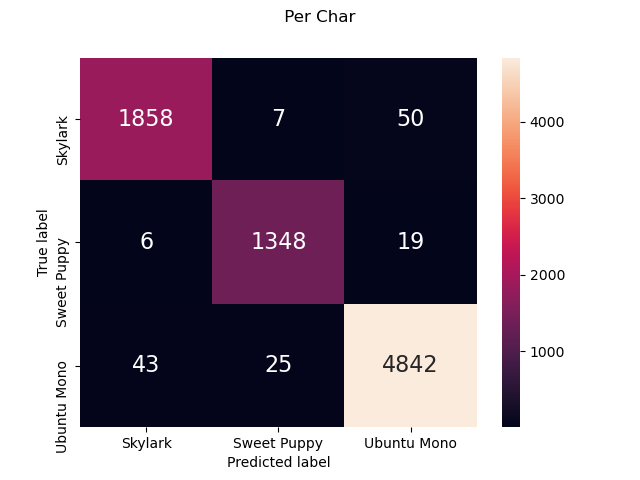 Per Char
Skylark
1858
7
50
Sweet Puppy
6
1348
19
Ubuntu Mono
43
25
4842
True label
Skylark
Sweet Puppy
Ubuntu Mono
Predicted label
4000
3000
2000
1000